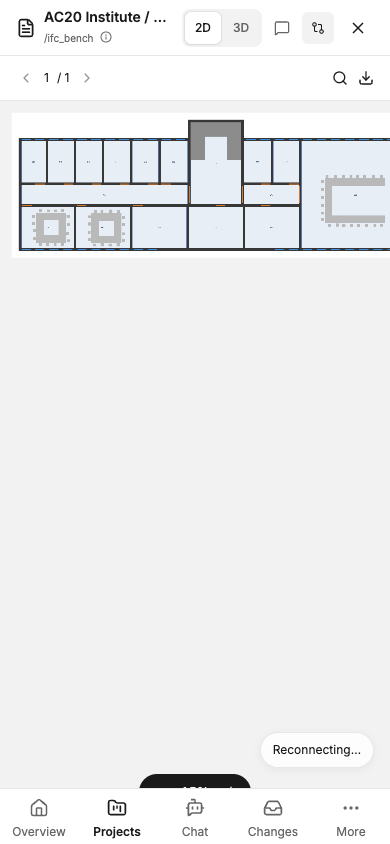 AC20 Institute / ...
/ifc_bench
2D
3D
1 / 1
Reconnecting...
Overview
Projects
Chat
Changes
More